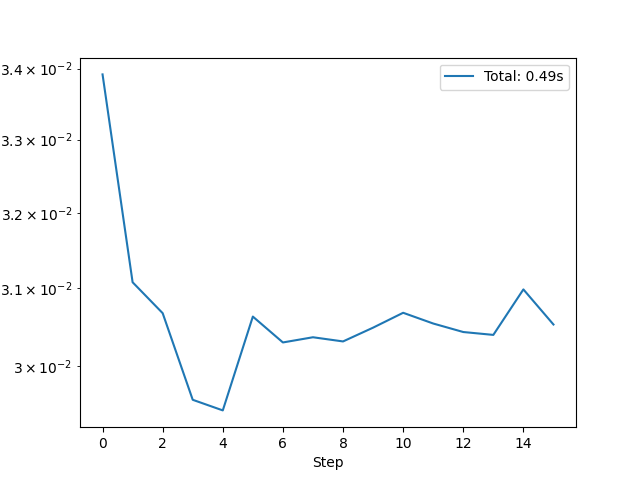 3.4 × 10⁻²
3.3 × 10⁻²
3.2 × 10⁻²
3.1 × 10⁻²
3 × 10⁻²
Total: 0.49s
0 2 4 6 8 10 12 14
Step